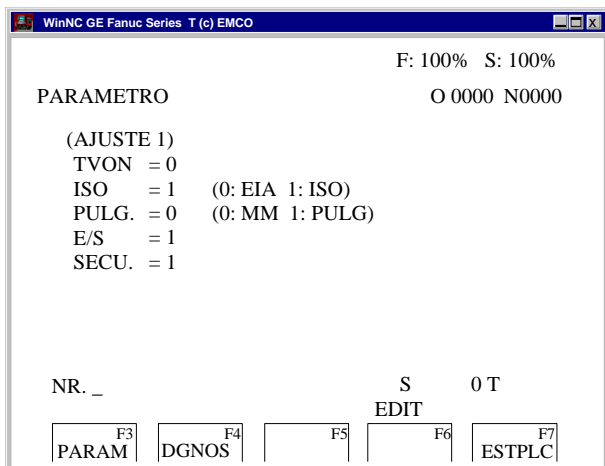 WinNC GE Fanuc Series T (c) EMCO
F: 100% S: 100%
PARAMETRO O 0000 N0000
(AJUSTE 1)
TVON = 0
ISO = 1 (0: EIA 1: ISO)
PULG. = 0 (0: MM 1: PULG)
E/S = 1
SECU. = 1
NR. _ S 0 T
EDIT
F3 F4 F5 F6 F7
PARAM DGNOS ESTPLC